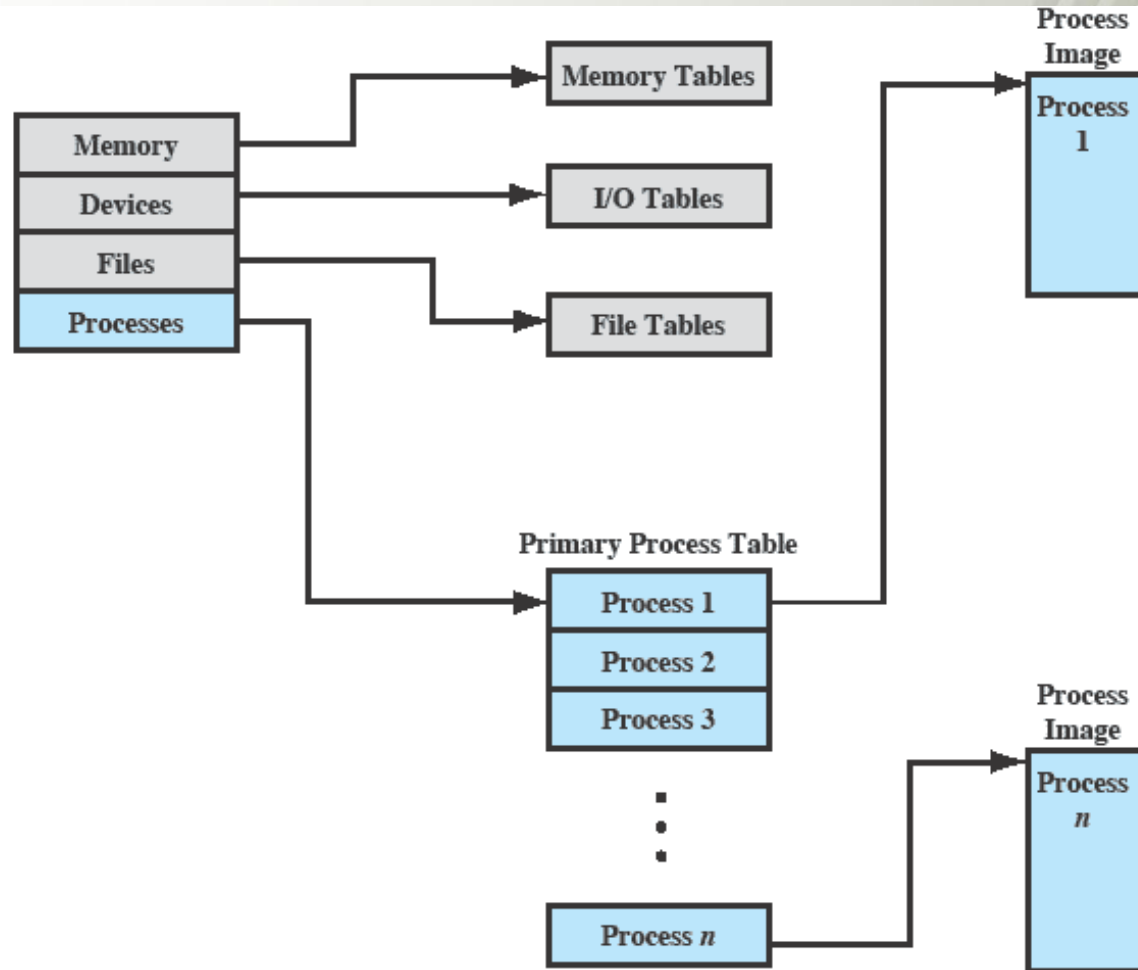 Process
Image
Memory Tables
Process
1
Memory
Devices
I/O Tables
Files
Processes
File Tables
Primary Process Table
Process 1
Process 2
Process 3
Process
Image
Process
n
Process n